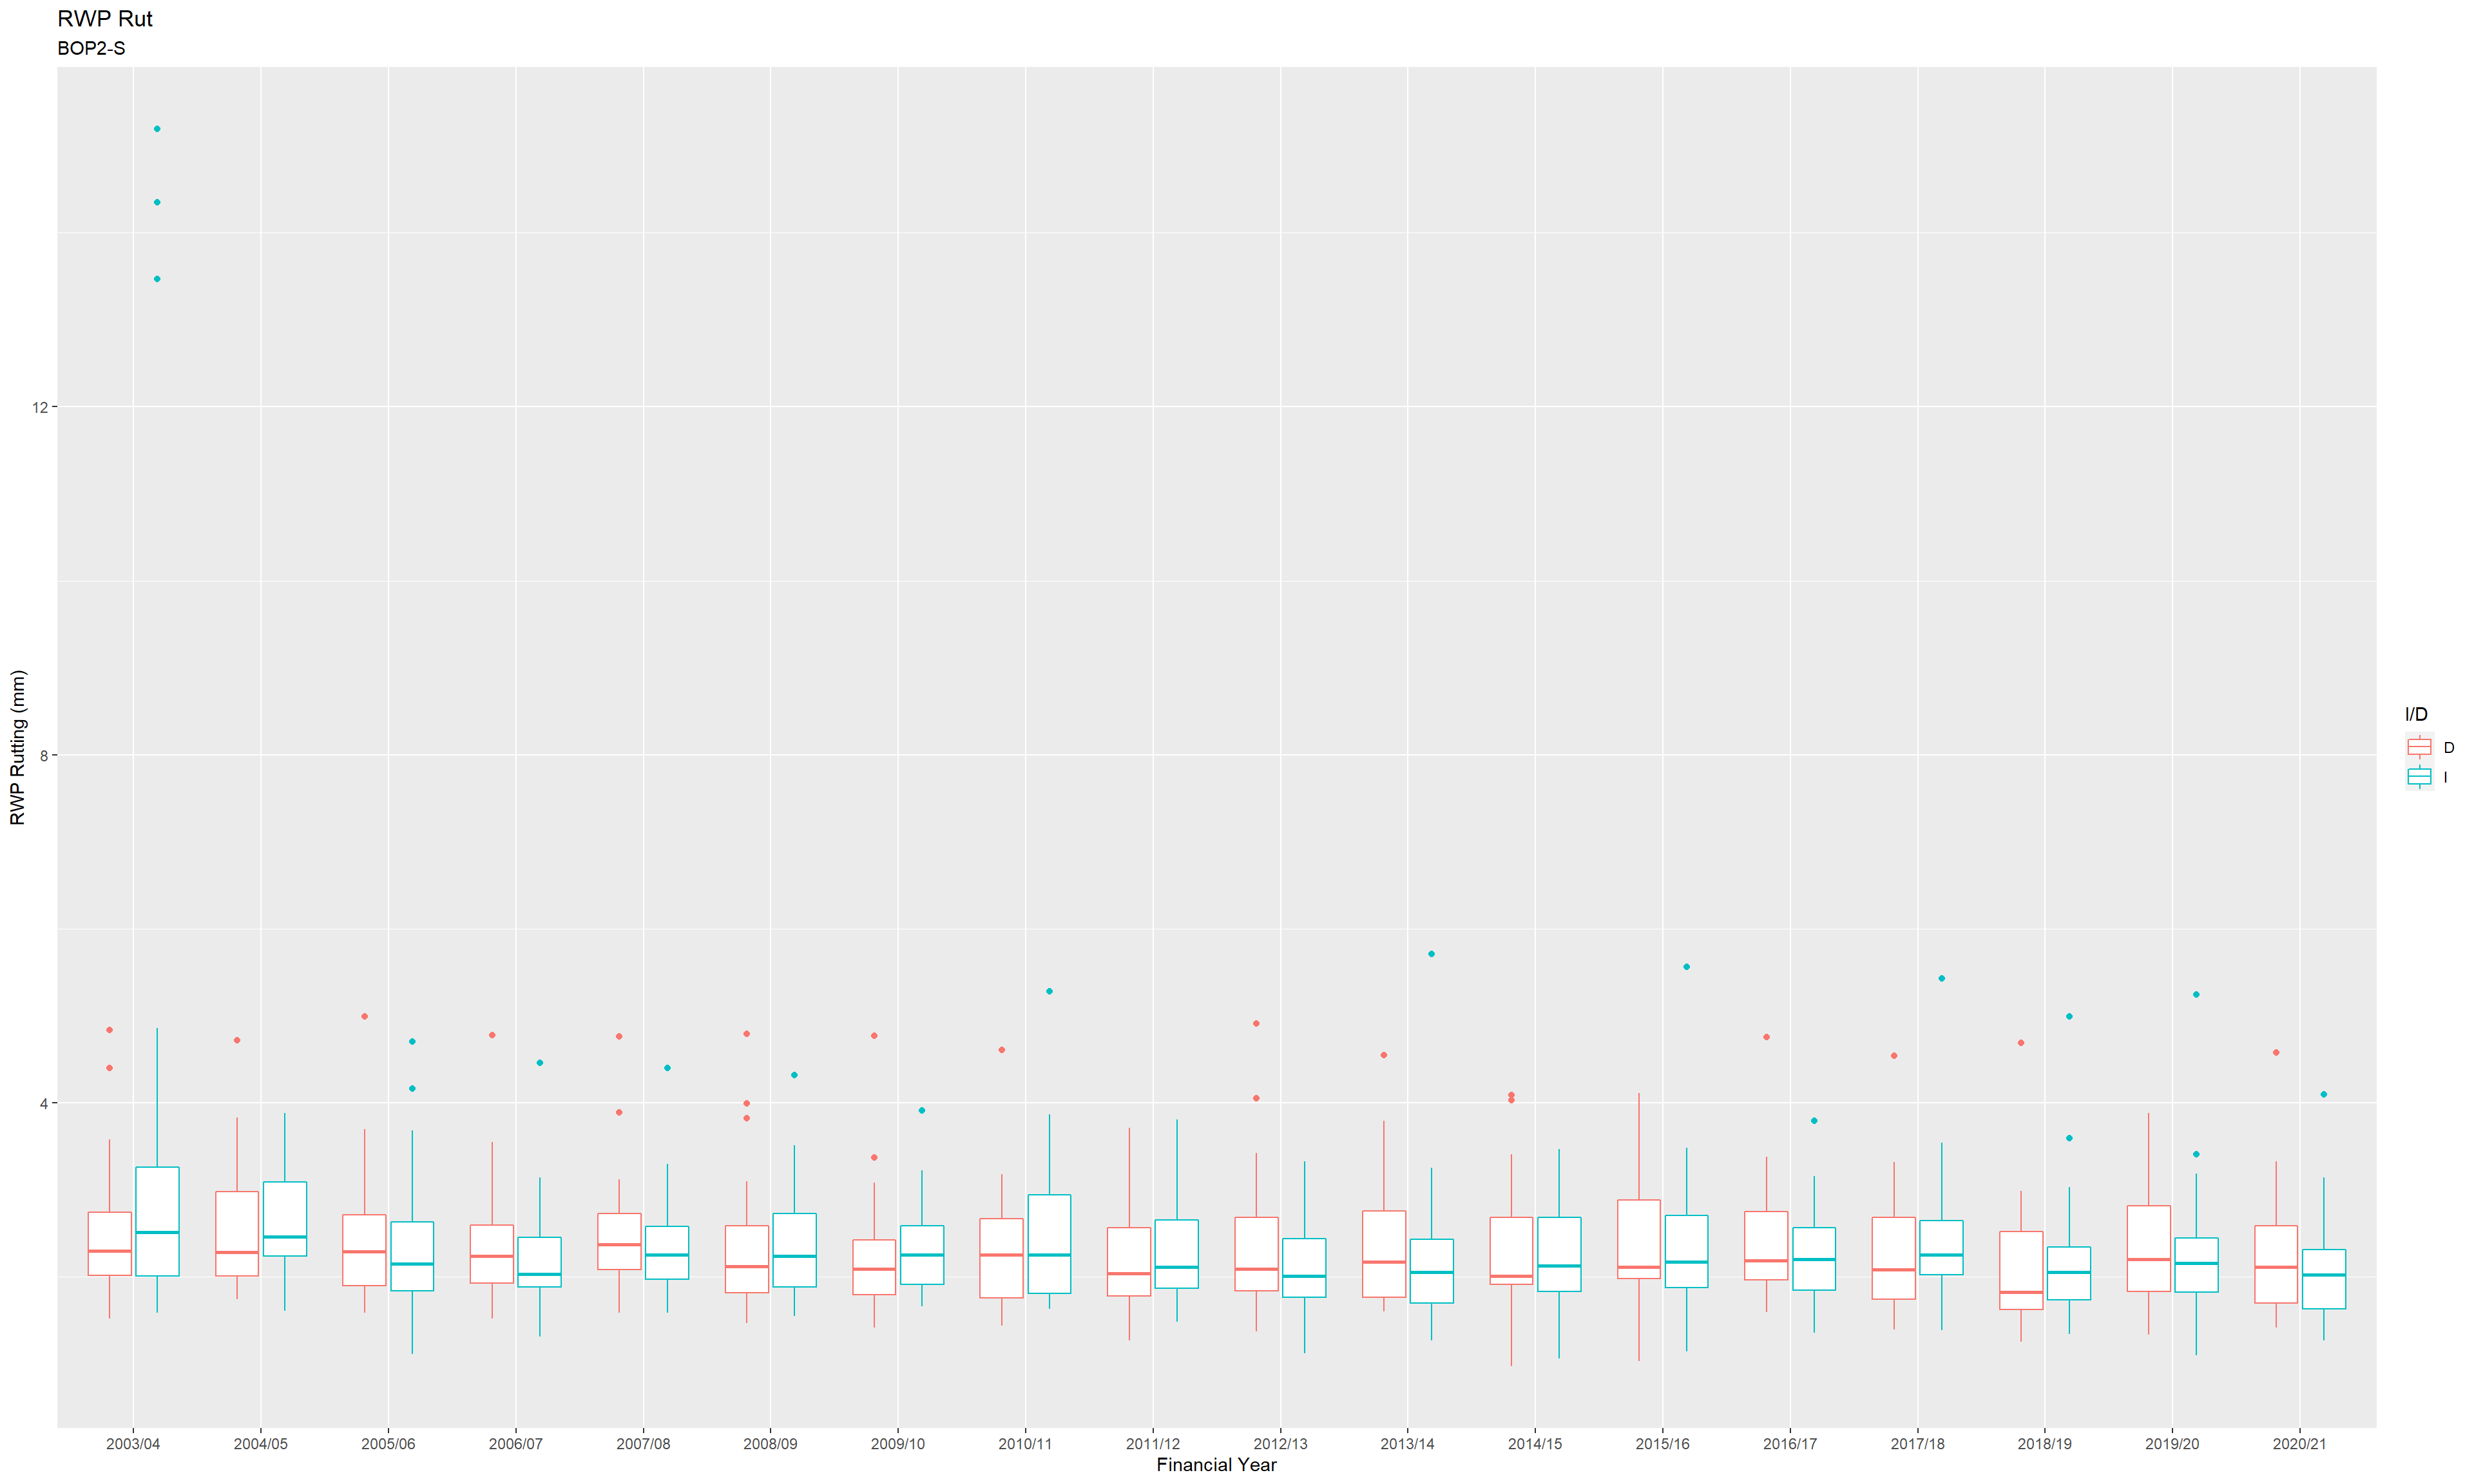 RWP Rut
BOP2-S
RWP Rutting (mm)
12
8
4
2003/04 2004/05 2005/06 2006/07 2007/08 2008/09 2009/10 2010/11 2011/12 2012/13 2013/14 2014/15 2015/16 2016/17 2017/18 2018/19 2019/20 2020/21
Financial Year
I/D
D
I